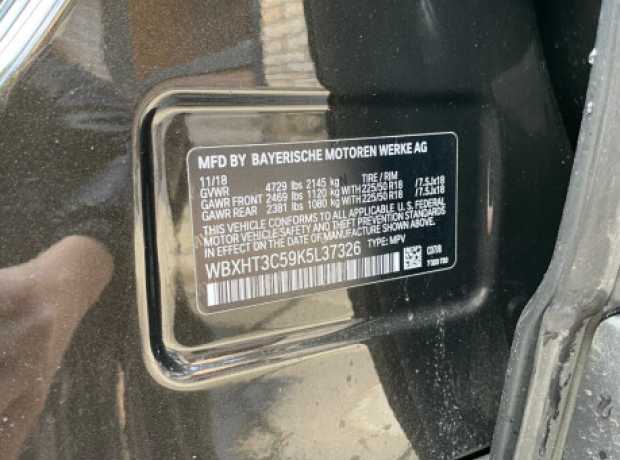 MFD BY BAYERISCHE MOTOREN WERKE AG
11/18 TIRE / RIM
GVWR 4729 lbs 2145 kg
GAWR FRONT 2469 lbs 1120 kg WITH 225/50 R18 /7.5Jx18
GAWR REAR 2381 lbs 1080 kg WITH 225/50 R18 /7.5Jx18
THIS VEHICLE CONFORMS TO ALL APPLICABLE U. S. FEDERAL
MOTOR VEHICLE SAFETY AND THEFT PREVENTION STANDARDS
IN EFFECT ON THE DATE OF MANUFACTURE SHOWN ABOVE.
WBXHT3C59K5L37326 TYPE: MPV